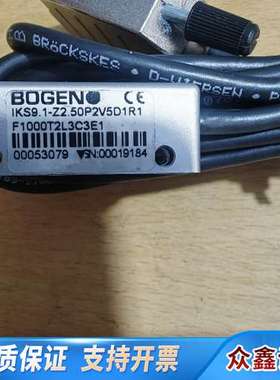 BRöCKSKES · D-VIERSEN
BOGEN CE
IKS9.1-Z2.50P2V5D1R1
F1000T2L3C3E1
00053079 SN:00019184
质保 支持开票 众鑫